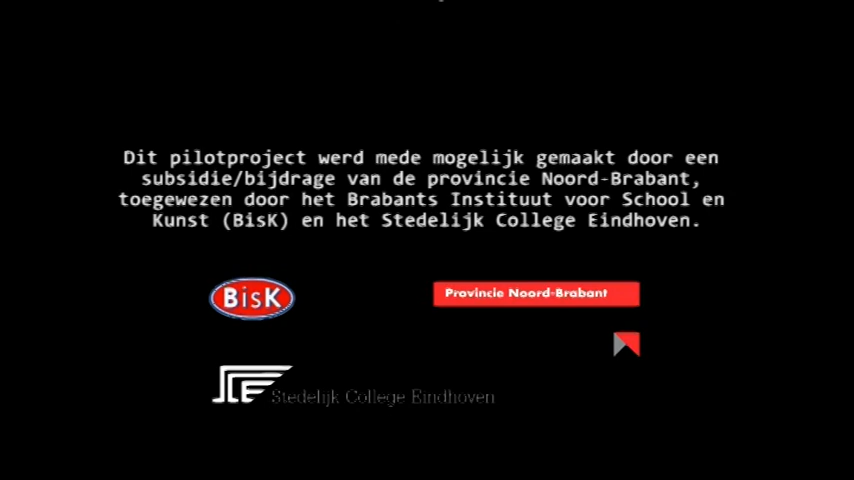 Dit pilotproject werd mede mogelijk gemaakt door een
subsidie/bijdrage van de provincie Noord-Brabant,
toegewezen door het Brabants Instituut voor School en
Kunst (BisK) en het Stedelijk College Eindhoven.
BisK
Provincie Noord-Brabant
SCE Stedelijk College Eindhoven